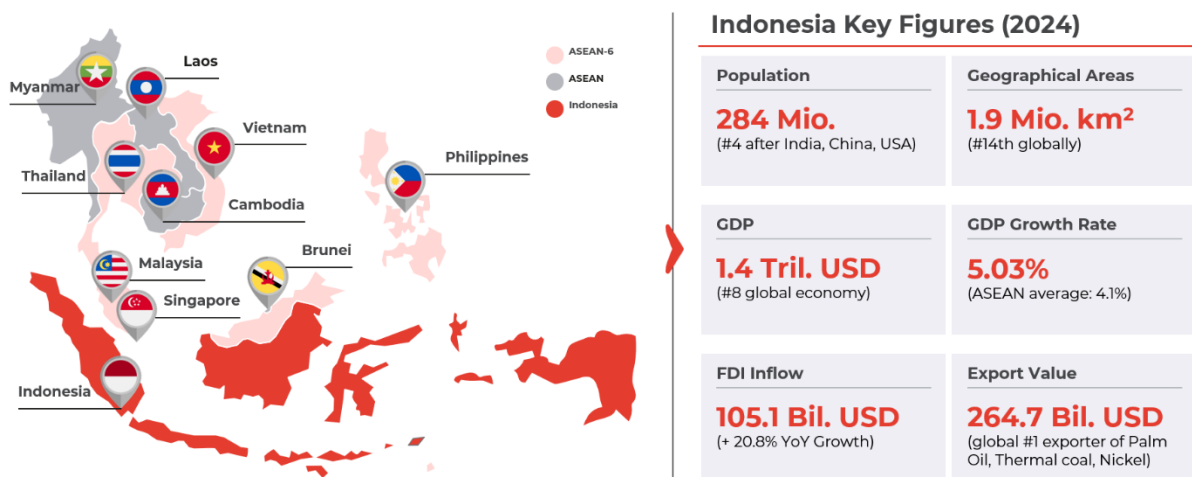 Laos
Myanmar
Vietnam
Thailand
Cambodia
Philippines
Brunei
Malaysia
Singapore
Indonesia
ASEAN-6
ASEAN
Indonesia
Indonesia Key Figures (2024)
Population
284 Mio.
(#4 after India, China, USA)
Geographical Areas
1.9 Mio. km²
(#14th globally)
GDP
1.4 Tril. USD
(#8 global economy)
GDP Growth Rate
5.03%
(ASEAN average: 4.1%)
FDI Inflow
105.1 Bil. USD
(+ 20.8% YoY Growth)
Export Value
264.7 Bil. USD
(global #1 exporter of Palm
Oil, Thermal coal, Nickel)